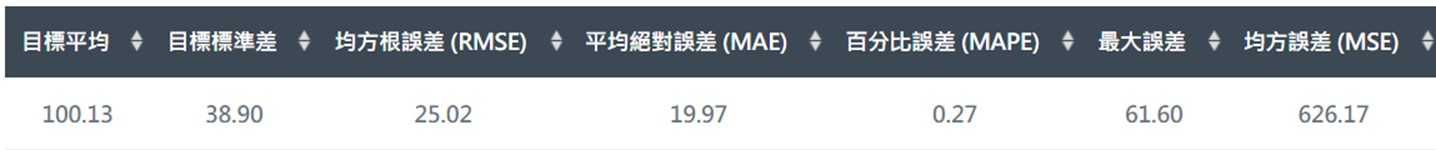 目標平均 目標標準差 均方根誤差 (RMSE) 平均絕對誤差 (MAE) 百分比誤差 (MAPE) 最大誤差 均方誤差 (MSE)
100.13 38.90 25.02 19.97 0.27 61.60 626.17